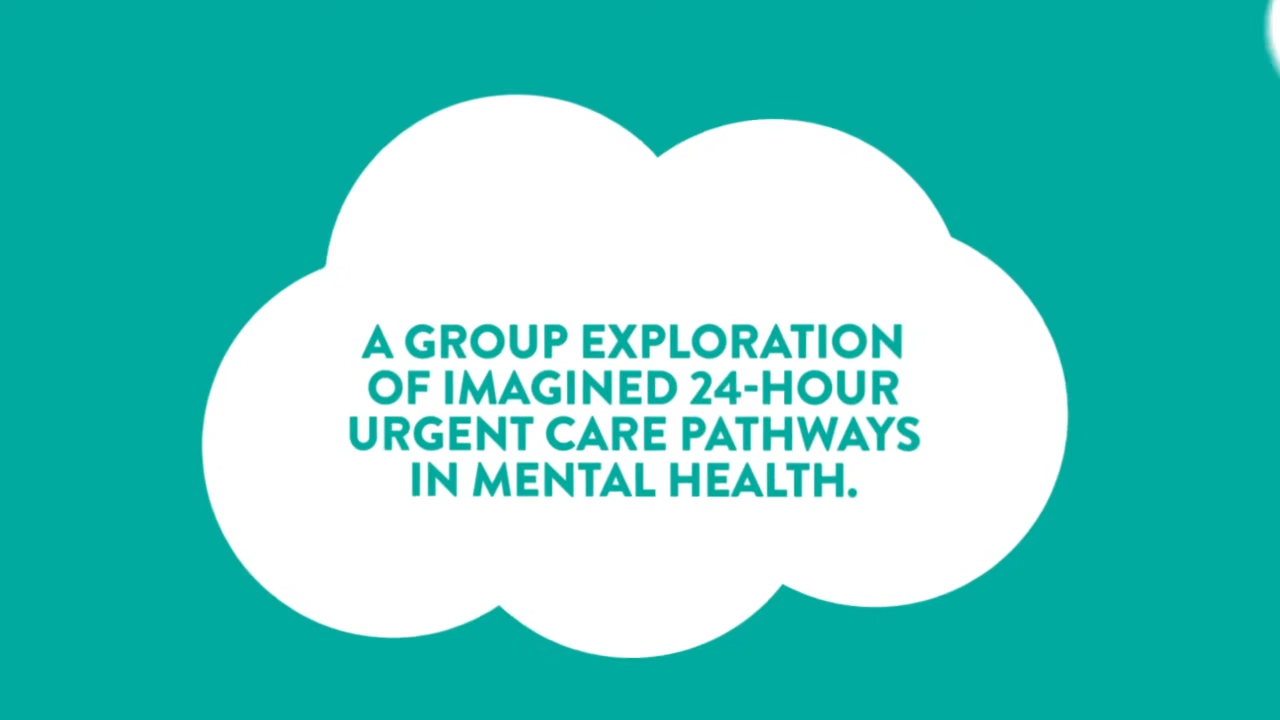 A GROUP EXPLORATION
OF IMAGINED 24-HOUR
URGENT CARE PATHWAYS
IN MENTAL HEALTH.